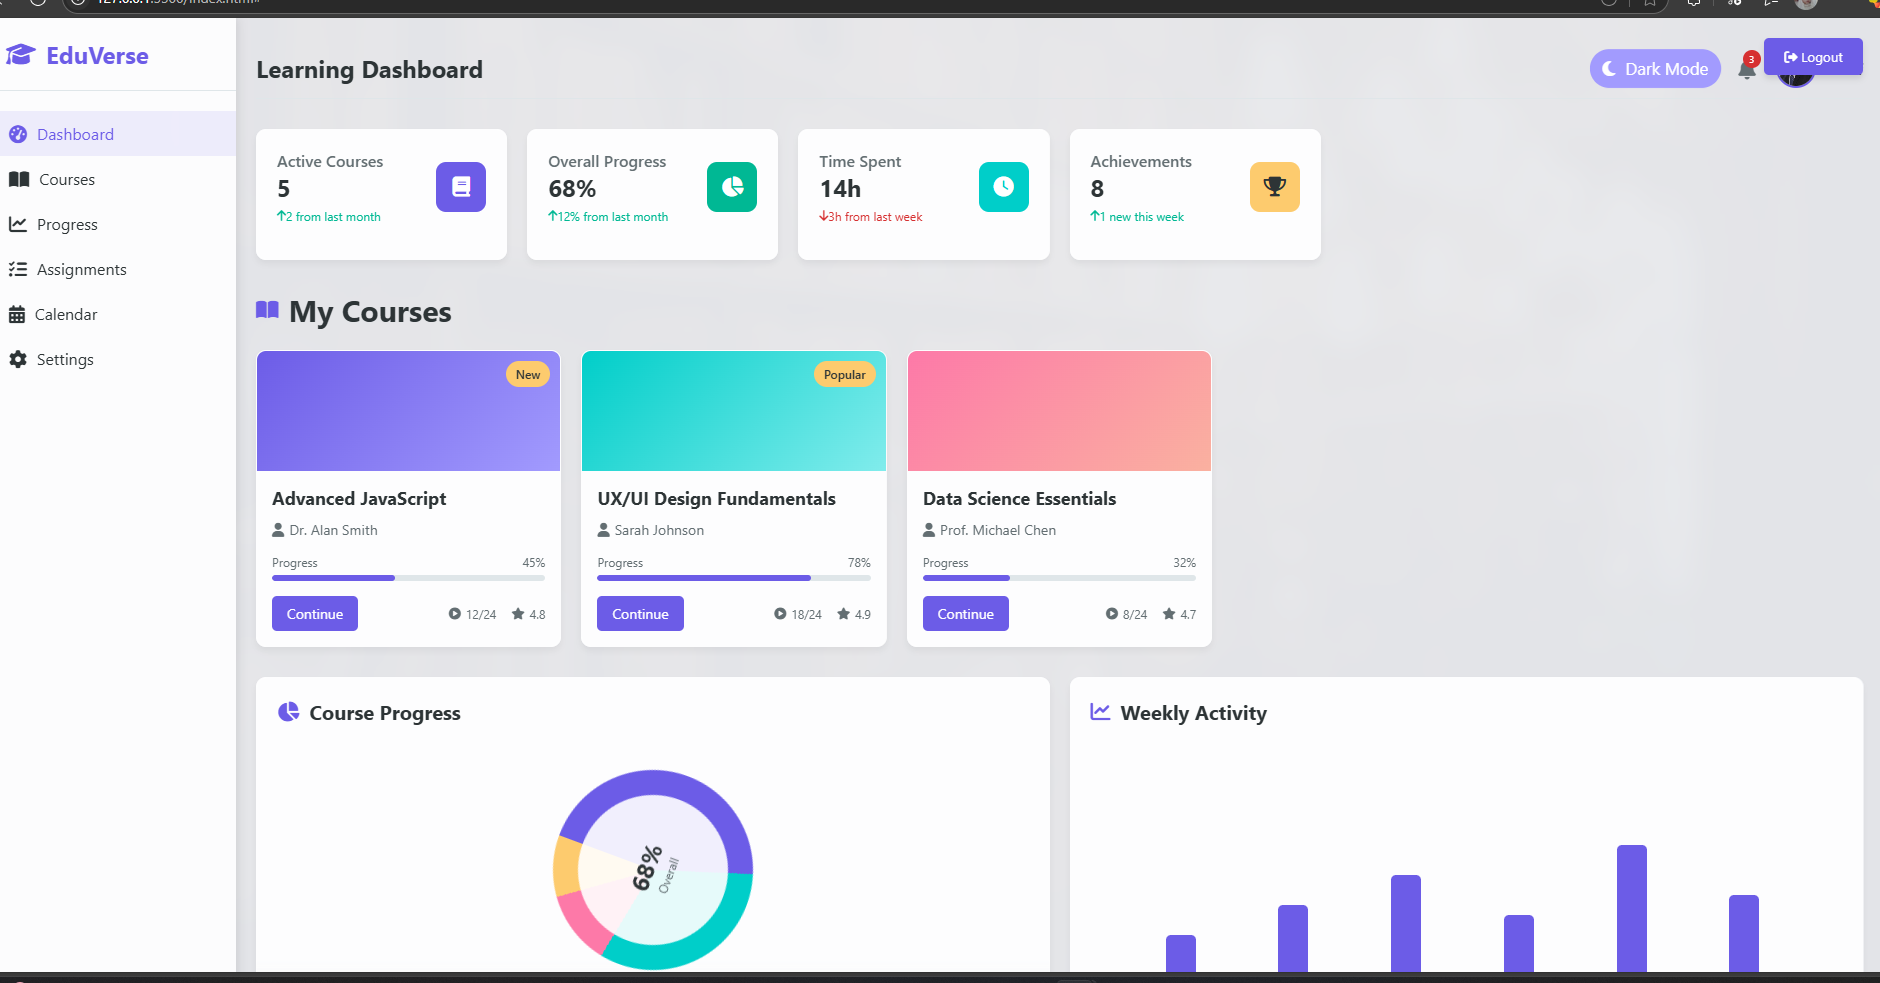 EduVerse
Dashboard
Courses
Progress
Assignments
Calendar
Settings
Learning Dashboard
Dark Mode
3
Logout
Active Courses
5
2 from last month
Overall Progress
68%
12% from last month
Time Spent
14h
3h from last week
Achievements
8
1 new this week
My Courses
New
Advanced JavaScript
Dr. Alan Smith
Progress 45%
Continue 12/24 4.8
Popular
UX/UI Design Fundamentals
Sarah Johnson
Progress 78%
Continue 18/24 4.9
Data Science Essentials
Prof. Michael Chen
Progress 32%
Continue 8/24 4.7
Course Progress
68%
Overall
Weekly Activity